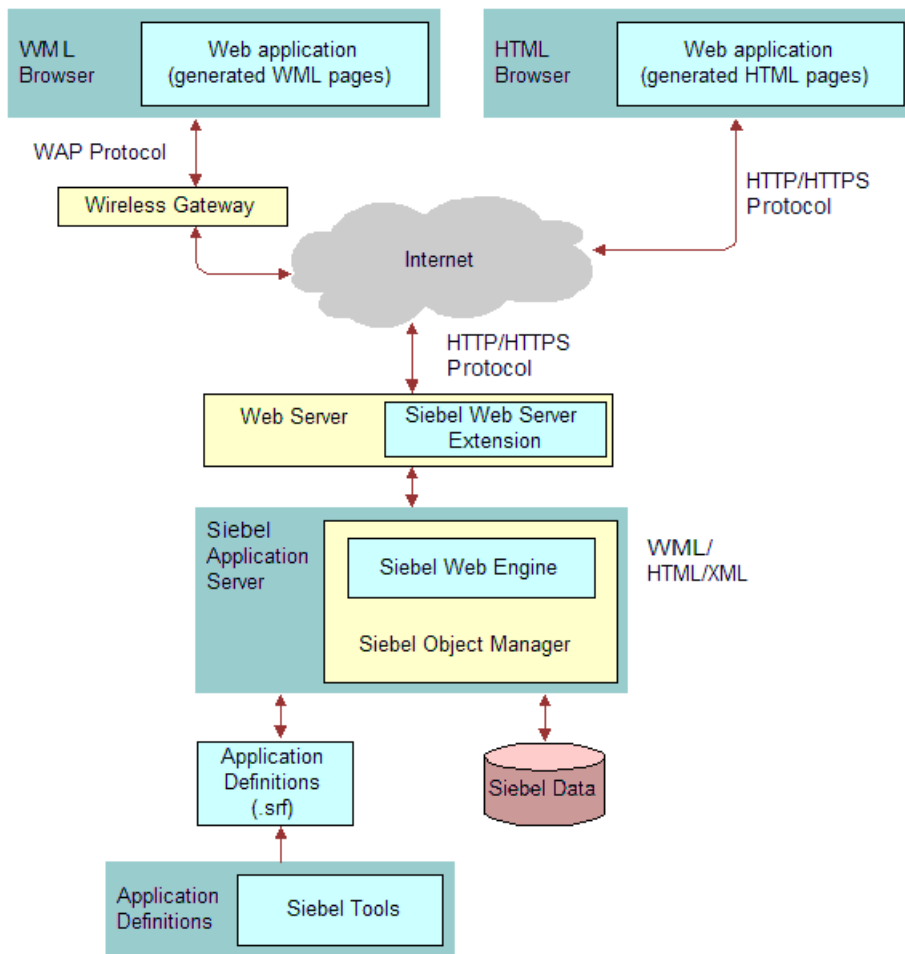 WML
Browser
Web application
(generated WML pages)
HTML
Browser
Web application
(generated HTML pages)
WAP Protocol
HTTP/HTTPS
Protocol
Wireless Gateway
Internet
HTTP/HTTPS
Protocol
Web Server
Siebel Web Server
Extension
Siebel
Application
Server
Siebel Web Engine
Siebel Object Manager
WML/
HTML/XML
Application
Definitions
(.srf)
Siebel Data
Application
Definitions
Siebel Tools